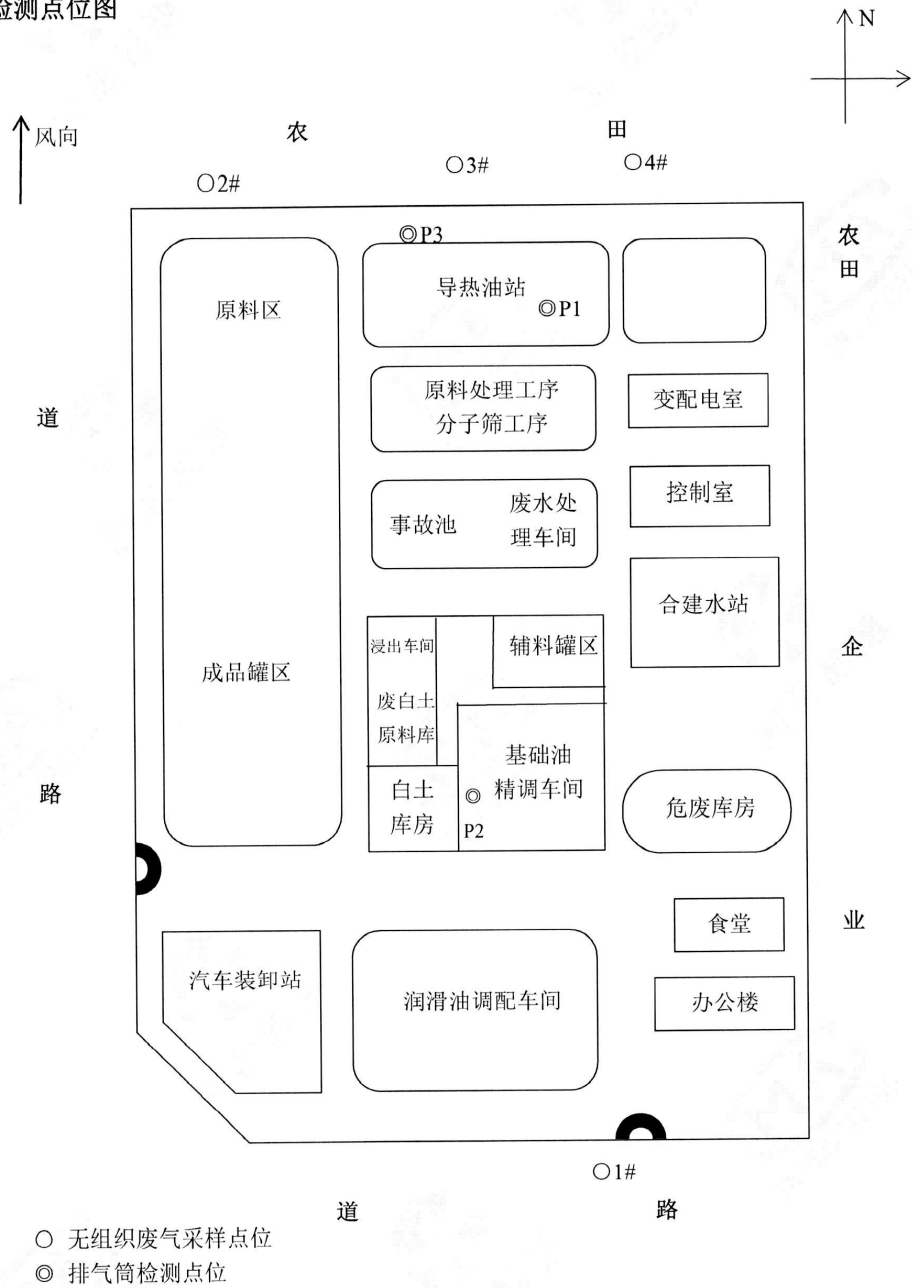 检测点位图
N
风向
农 田
○2#
○3#
○4#
◎P3
农
田
原料区
导热油站
◎P1
道
原料处理工序
分子筛工序
变配电室
事故池
废水处
理车间
控制室
合建水站
浸出车间
辅料罐区
企
成品罐区
废白土
原料库
基础油
精调车间
路
白土
库房
◎
P2
危废库房
食堂
业
汽车装卸站
润滑油调配车间
办公楼
○1#
道 路
○ 无组织废气采样点位
◎ 排气筒检测点位